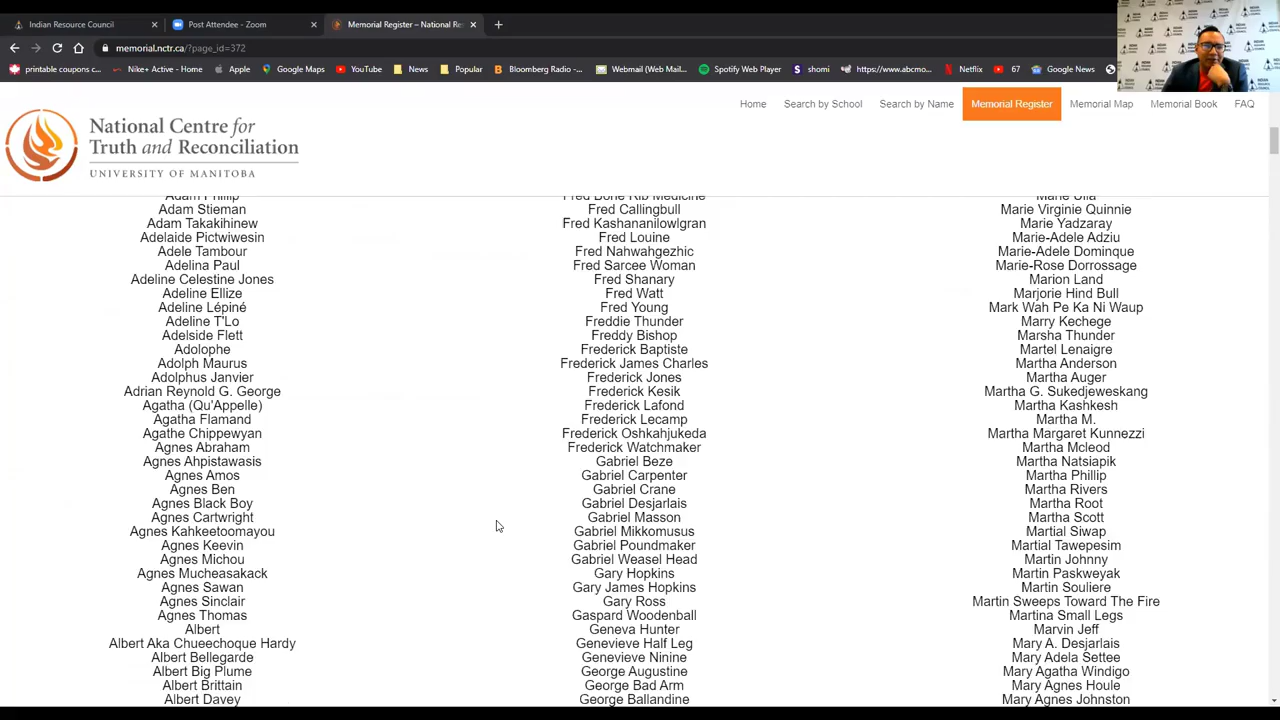 Indian Resource Council
Post Attendee - Zoom
Memorial Register – National Re
memorial.nctr.ca/?page_id=372
printable coupons c...
Nike+ Active - Home
Apple
Google Maps
YouTube
News
Popular
Spotify Web Player
Netflix
67
Google News
National Centre for
Truth and Reconciliation
UNIVERSITY OF MANITOBA
Home
Search by School
Search by Name
Memorial Register
Memorial Map
Memorial Book
FAQ
Adam Phillip
Adam Stieman
Adam Takakihinew
Adelaide Pictwiwesin
Adele Tambour
Adelina Paul
Adeline Celestine Jones
Adeline Ellize
Adeline Lépiné
Adeline T'Lo
Adelside Flett
Adolophe
Adolph Maurus
Adolphus Janvier
Adrian Reynold G. George
Agatha (Qu'Appelle)
Agatha Flamand
Agathe Chippewyan
Agnes Abraham
Agnes Ahpistawasis
Agnes Amos
Agnes Ben
Agnes Black Boy
Agnes Cartwright
Agnes Kahkeetoomayou
Agnes Keevin
Agnes Michou
Agnes Mucheasakack
Agnes Sawan
Agnes Sinclair
Agnes Thomas
Albert
Albert Aka Chueechoque Hardy
Albert Bellegarde
Albert Big Plume
Albert Brittain
Albert Davey
Fred Done Rib Medicine
Fred Callingbull
Fred Kashananilowlgran
Fred Louine
Fred Nahwahgezhic
Fred Sarcee Woman
Fred Shanary
Fred Watt
Fred Young
Freddie Thunder
Freddy Bishop
Frederick Baptiste
Frederick James Charles
Frederick Jones
Frederick Kesik
Frederick Lafond
Frederick Lecamp
Frederick Oshkahjukeda
Frederick Watchmaker
Gabriel Beze
Gabriel Carpenter
Gabriel Crane
Gabriel Desjarlais
Gabriel Masson
Gabriel Mikkomusus
Gabriel Poundmaker
Gabriel Weasel Head
Gary Hopkins
Gary James Hopkins
Gary Ross
Gaspard Woodenball
Geneva Hunter
Genevieve Half Leg
Genevieve Ninine
George Augustine
George Bad Arm
George Ballandine
Marie Ulla
Marie Virginie Quinnie
Marie Yadzaray
Marie-Adele Adziu
Marie-Adele Dominque
Marie-Rose Dorrossage
Marion Land
Marjorie Hind Bull
Mark Wah Pe Ka Ni Waup
Marry Kechege
Marsha Thunder
Martel Lenaigre
Martha Anderson
Martha Auger
Martha G. Sukedjeweskang
Martha Kashkesh
Martha M.
Martha Margaret Kunnezzi
Martha Mcleod
Martha Natsiapik
Martha Phillip
Martha Rivers
Martha Root
Martha Scott
Martial Siwap
Martial Tawepesim
Martin Johnny
Martin Paskweyak
Martin Souliere
Martin Sweeps Toward The Fire
Martina Small Legs
Marvin Jeff
Mary A. Desjarlais
Mary Adela Settee
Mary Agatha Windigo
Mary Agnes Houle
Mary Agnes Johnston